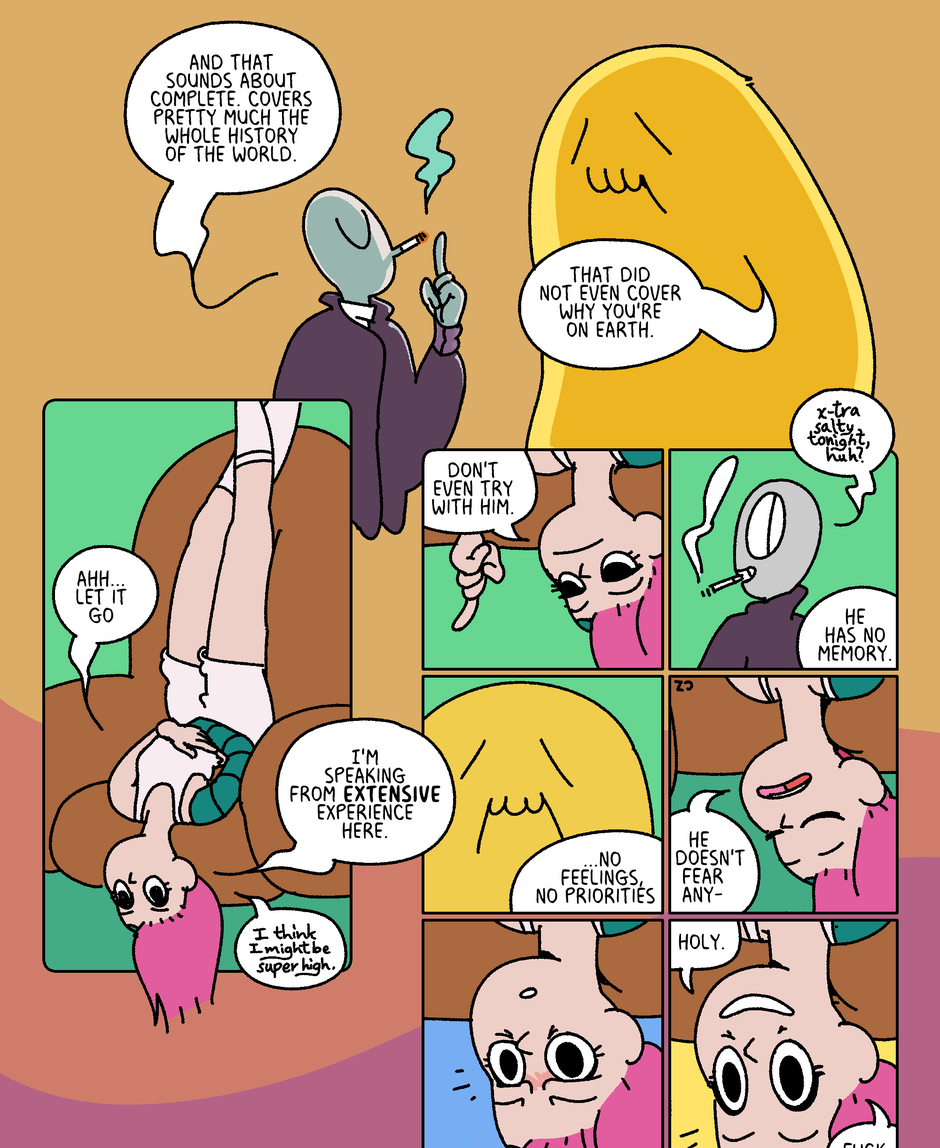 AND THAT
SOUNDS ABOUT
COMPLETE. COVERS
PRETTY MUCH THE
WHOLE HISTORY
OF THE WORLD.
THAT DID
NOT EVEN COVER
WHY YOU'RE
ON EARTH.
AHH...
LET IT
GO
I'M
SPEAKING
FROM EXTENSIVE
EXPERIENCE
HERE.
I think
I might be
super high.
DON'T
EVEN TRY
WITH HIM.
x-tra
salty
tonight,
huh?
HE
HAS NO
MEMORY.
...NO
FEELINGS,
NO PRIORITIES
HE
DOESN'T
FEAR
ANY-
HOLY.